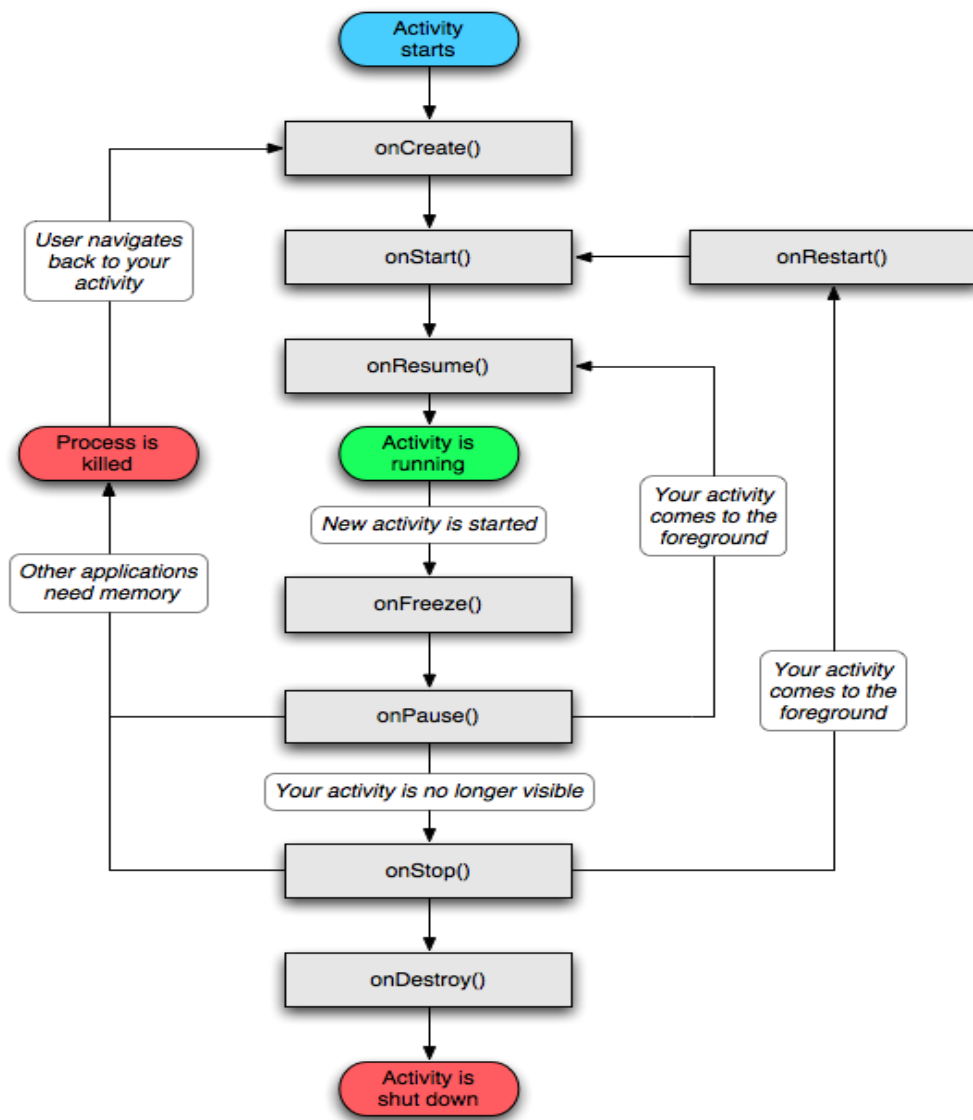 Activity
starts
onCreate()
User navigates
back to your
activity
onStart()
onRestart()
onResume()
Process is
killed
Activity is
running
Your activity
comes to the
foreground
New activity is started
Other applications
need memory
onFreeze()
Your activity
comes to the
foreground
onPause()
Your activity is no longer visible
onStop()
onDestroy()
Activity is
shut down